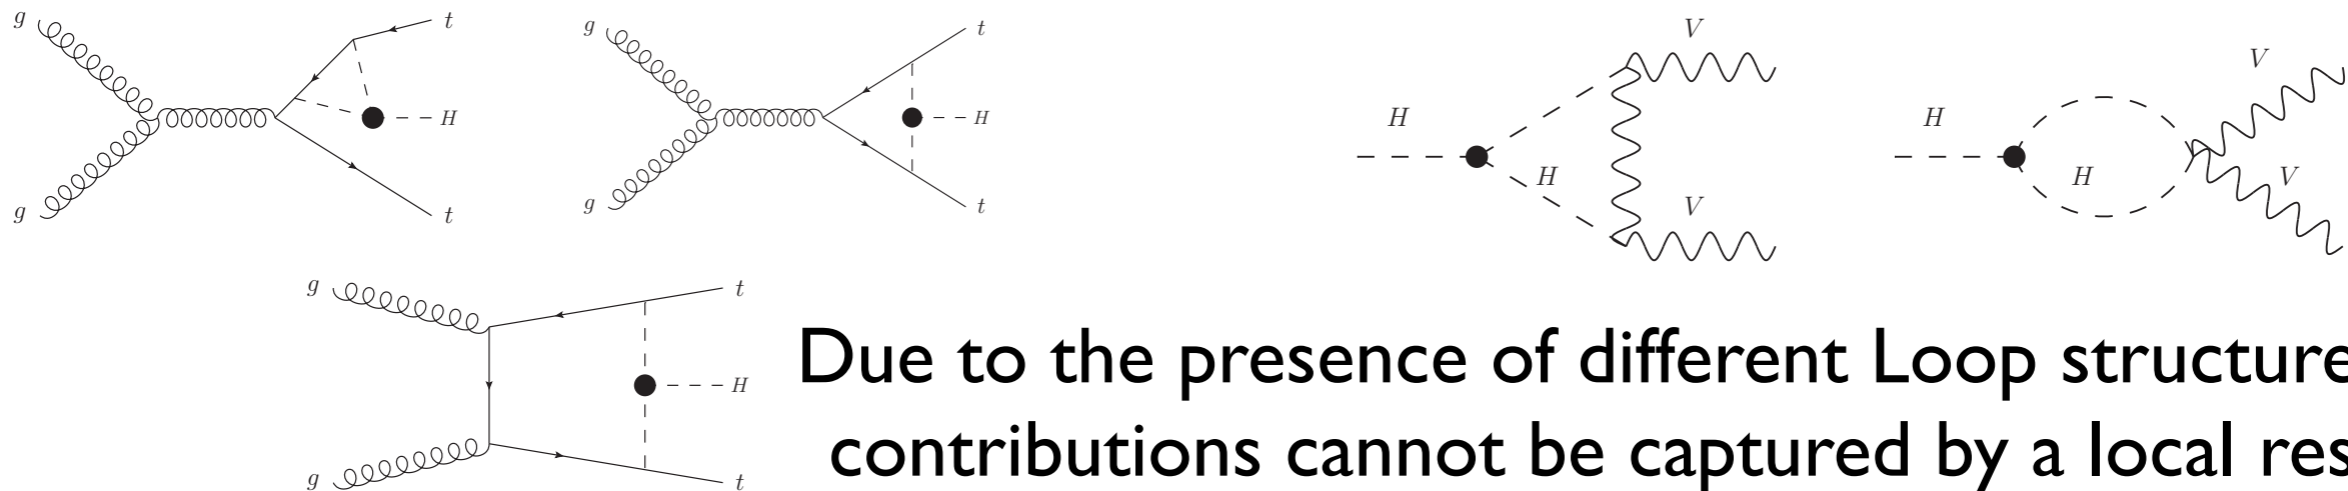 g
t
H
g
t
g
t
H
g
t
V
H
H
V
V
H
H
V
g
t
H
g
t
Due to the presence of different Loop structure
contributions cannot be captured by a local res